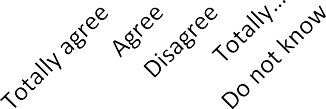 Totally agree
Agree
Disagree
Totally...
Do not know